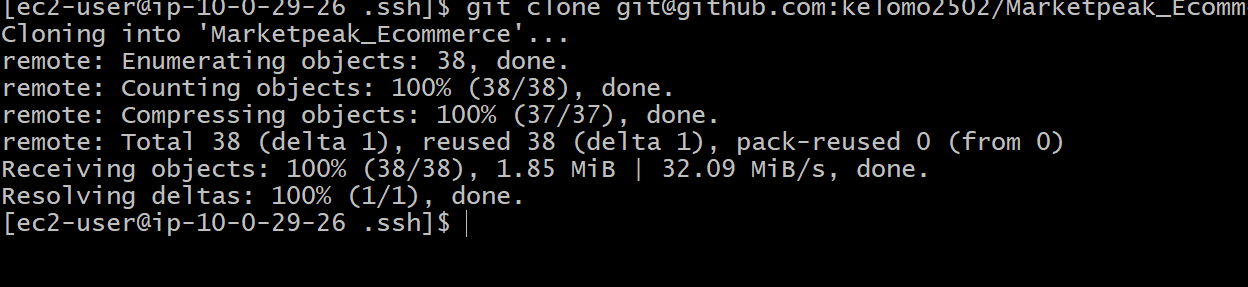 [ec2-user@ip-10-0-29-26 .ssh]$ git clone git@github.com:kelomo2502/Marketpeak_Ecomm
Cloning into 'Marketpeak_Ecommerce'...
remote: Enumerating objects: 38, done.
remote: Counting objects: 100% (38/38), done.
remote: Compressing objects: 100% (37/37), done.
remote: Total 38 (delta 1), reused 38 (delta 1), pack-reused 0 (from 0)
Receiving objects: 100% (38/38), 1.85 MiB | 32.09 MiB/s, done.
Resolving deltas: 100% (1/1), done.
[ec2-user@ip-10-0-29-26 .ssh]$